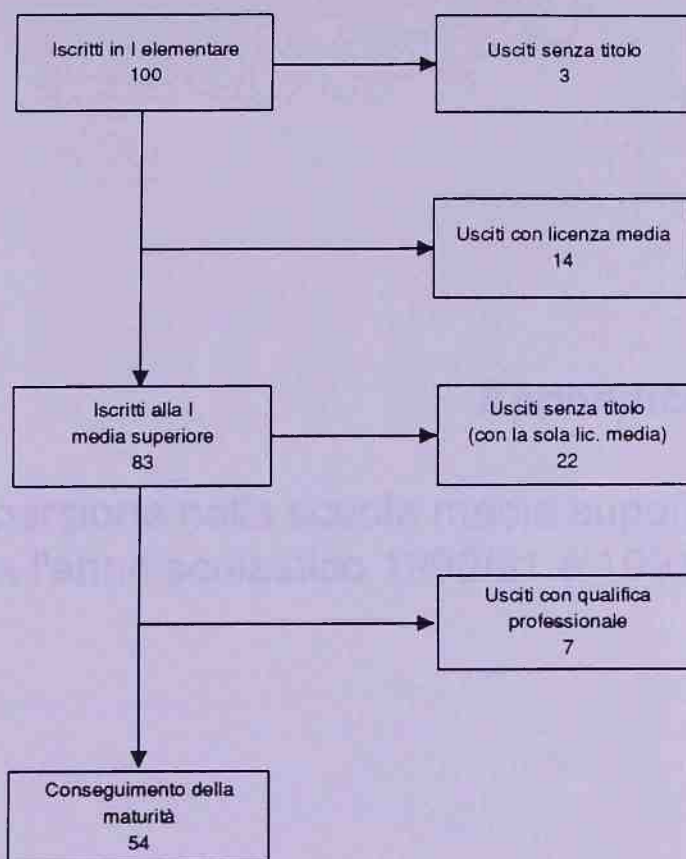 Iscritti in I elementare
100
Usciti senza titolo
3
Usciti con licenza media
14
Iscritti alla I
media superiore
83
Usciti senza titolo
(con la sola lic. media)
22
Usciti con qualifica
professionale
7
Conseguimento della
maturità
54